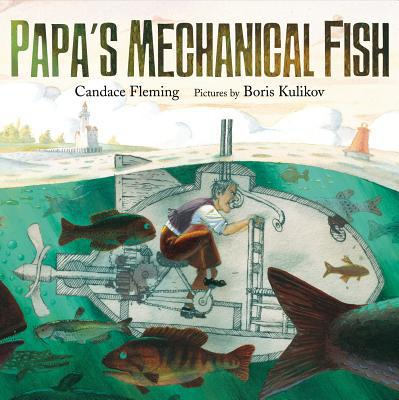 PAPA'S MECHANICAL FISH
Candace Fleming Pictures by Boris Kulikov